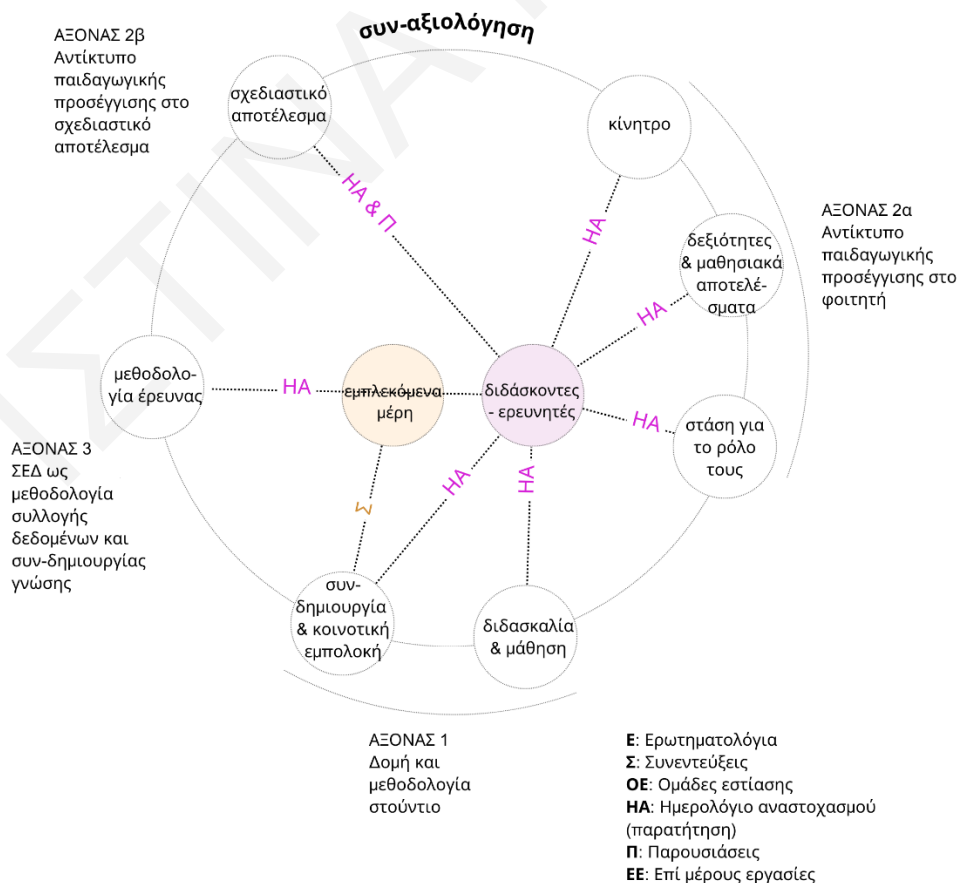 συν-αξιολόγηση
ΑΞΟΝΑΣ 2β
Αντίκτυπο
παιδαγωγικής
προσέγγισης στο
σχεδιαστικό
αποτέλεσμα
σχεδιαστικό
αποτέλεσμα
κίνητρο
ΗΑ & Π
ΗΑ
ΑΞΟΝΑΣ 2α
Αντίκτυπο
παιδαγωγικής
προσέγγισης στο
φοιτητή
δεξιότητες
& μαθησιακά
αποτελέ-
σματα
ΗΑ
μεθοδολο-
γία έρευνας
ΗΑ
εμπλεκόμενα
μέρη
διδάσκοντες
- ερευνητές
ΗΑ
στάση για
το ρόλο
τους
ΑΞΟΝΑΣ 3
ΣΕΔ ως
μεθοδολογία
συλλογής
δεδομένων και
συν-δημιουργίας
γνώσης
Σ
ΗΑ
ΗΑ
συν-
δημιουργία
& κοινοτική
εμπολοκή
διδασκαλία
& μάθηση
ΑΞΟΝΑΣ 1
Δομή και
μεθοδολογία
στούντιο
Ε: Ερωτηματολόγια
Σ: Συνεντεύξεις
ΟΕ: Ομάδες εστίασης
ΗΑ: Ημερολόγιο αναστοχασμού
(παρατήτηση)
Π: Παρουσιάσεις
ΕΕ: Επί μέρους εργασίες